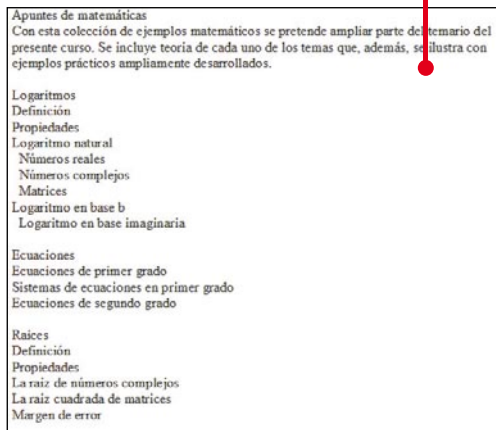 Apuntes de matemáticas
Con esta colección de ejemplos matemáticos se pretende ampliar parte del temario del
presente curso. Se incluye teoría de cada uno de los temas que, además, se ilustra con
ejemplos prácticos ampliamente desarrollados.
Logaritmos
Definición
Propiedades
Logaritmo natural
Números reales
Números complejos
Matrices
Logaritmo en base b
Logaritmo en base imaginaria
Ecuaciones
Ecuaciones de primer grado
Sistemas de ecuaciones en primer grado
Ecuaciones de segundo grado
Raíces
Definición
Propiedades
La raiz de números complejos
La raiz cuadrada de matrices
Margen de error